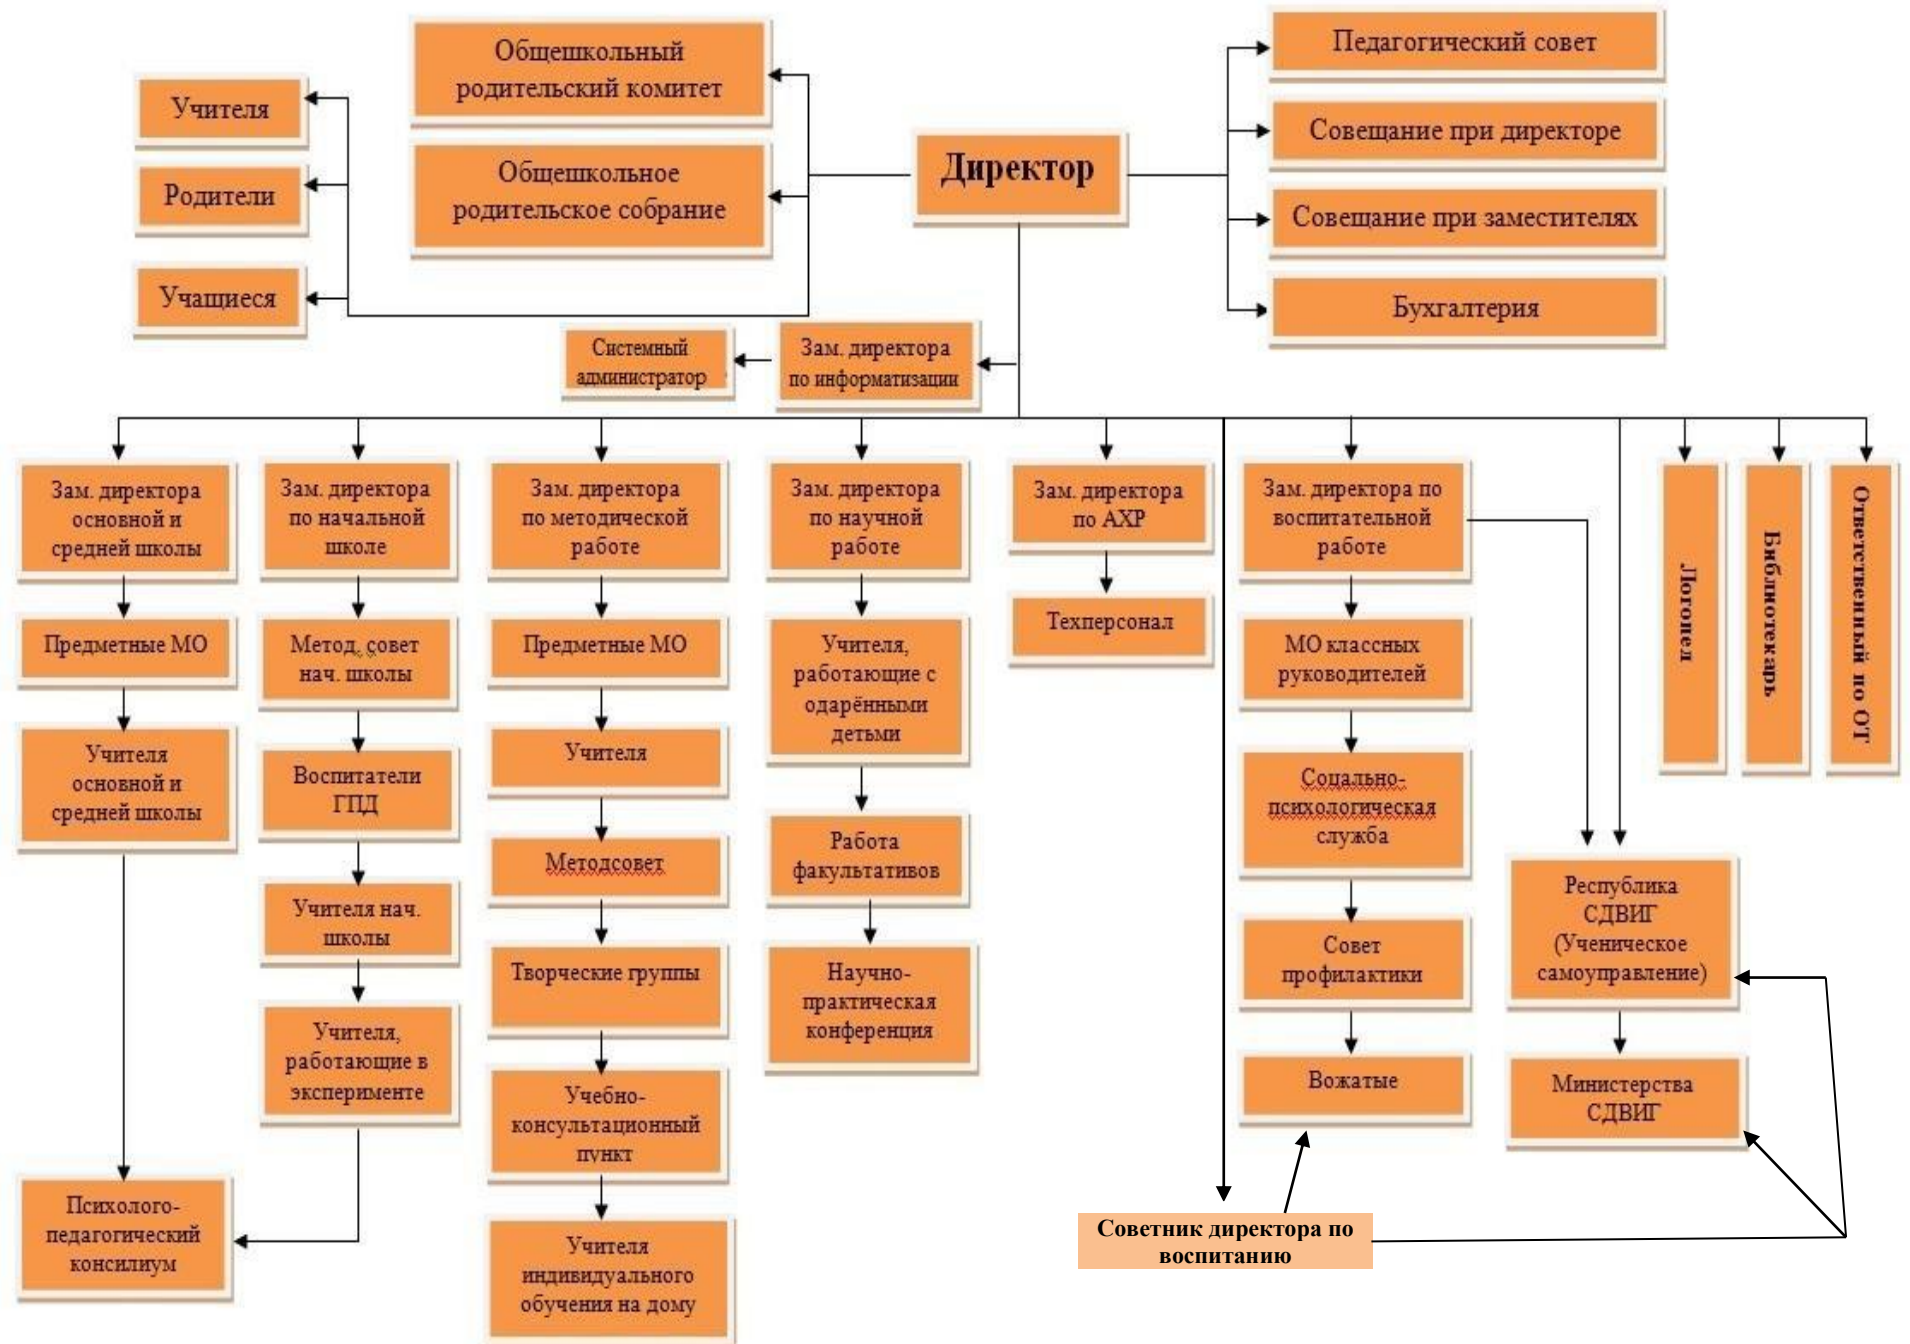 Общешкольный
родительский комитет
Педагогический совет
Учителя
Совещание при директоре
Директор
Общешкольное
родительское собрание
Родители
Совещание при заместителях
Учащиеся
Бухгалтерия
Системный
администратор
Зам. директора
по информатизации
Зам. директора
основной и
средней школы
Зам. директора
по начальной
школе
Зам. директора
по методической
работе
Зам. директора
по научной
работе
Зам. директора
по АХР
Зам. директора по
воспитательной
работе
Логопед
Библиотекарь
Ответственный по ОТ
Предметные МО
Метод. совет
нач. школы
Предметные МО
Учителя,
работающие с
одарёнными
детьми
Техперсонал
МО классных
руководителей
Учителя
основной и
средней школы
Воспитатели
ГПД
Учителя
Соцально-
психологическая
служба
Методсовет
Работа
факультативов
Республика
СДВИГ
(Ученическое
самоуправление)
Учителя нач.
школы
Творческие группы
Научно-
практическая
конференция
Совет
профилактики
Учителя,
работающие в
эксперименте
Учебно-
консультационный
пункт
Вожатые
Министерства
СДВИГ
Психолого-
педагогический
консилиум
Учителя
индивидуального
обучения на дому
Советник директора по
воспитанию